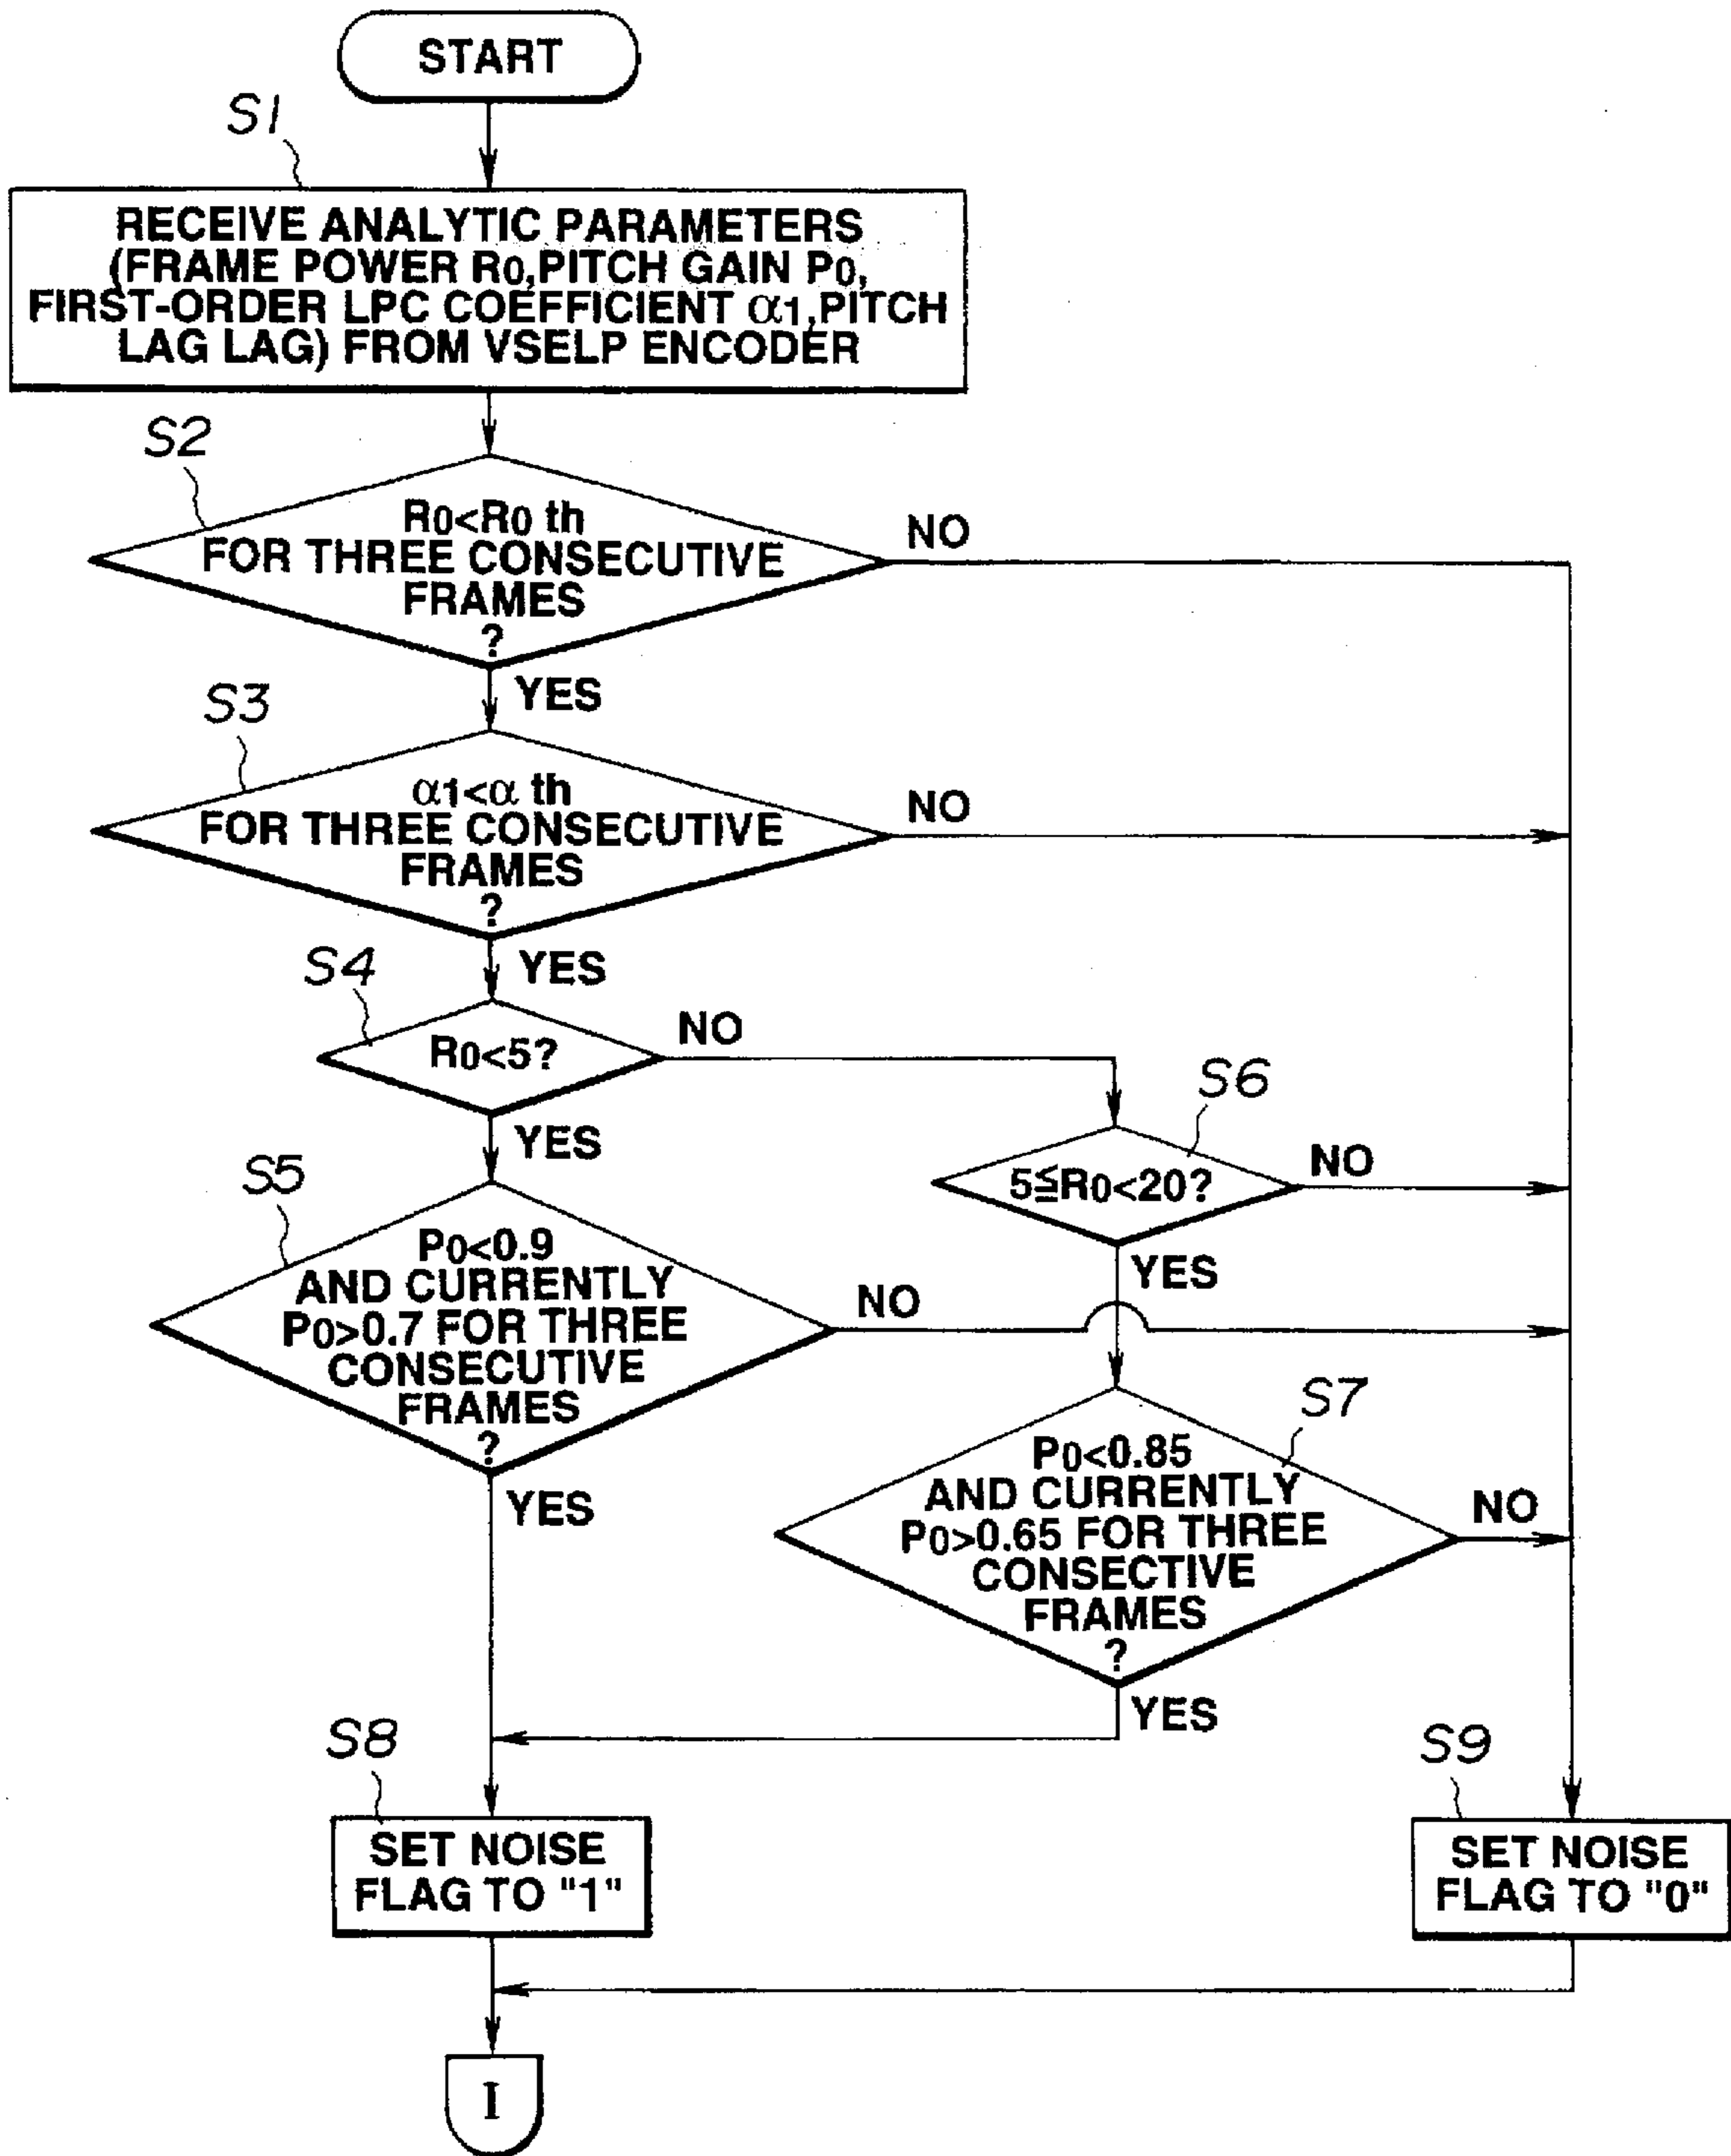 START
S1
RECEIVE ANALYTIC PARAMETERS
(FRAME POWER R0,PITCH GAIN P0,
FIRST-ORDER LPC COEFFICIENT α1,PITCH
LAG LAG) FROM VSELP ENCODER
S2
R0<R0 th
FOR THREE CONSECUTIVE
FRAMES
?
NO
YES
S3
α1<α th
FOR THREE CONSECUTIVE
FRAMES
?
NO
YES
S4
R0<5?
NO
YES
S6
5≦R0<20?
NO
YES
S5
P0<0.9
AND CURRENTLY
P0>0.7 FOR THREE
CONSECUTIVE
FRAMES
?
NO
YES
S7
P0<0.85
AND CURRENTLY
P0>0.65 FOR THREE
CONSECTIVE
FRAMES
?
NO
YES
S8
SET NOISE
FLAG TO "1"
S9
SET NOISE
FLAG TO "0"
I